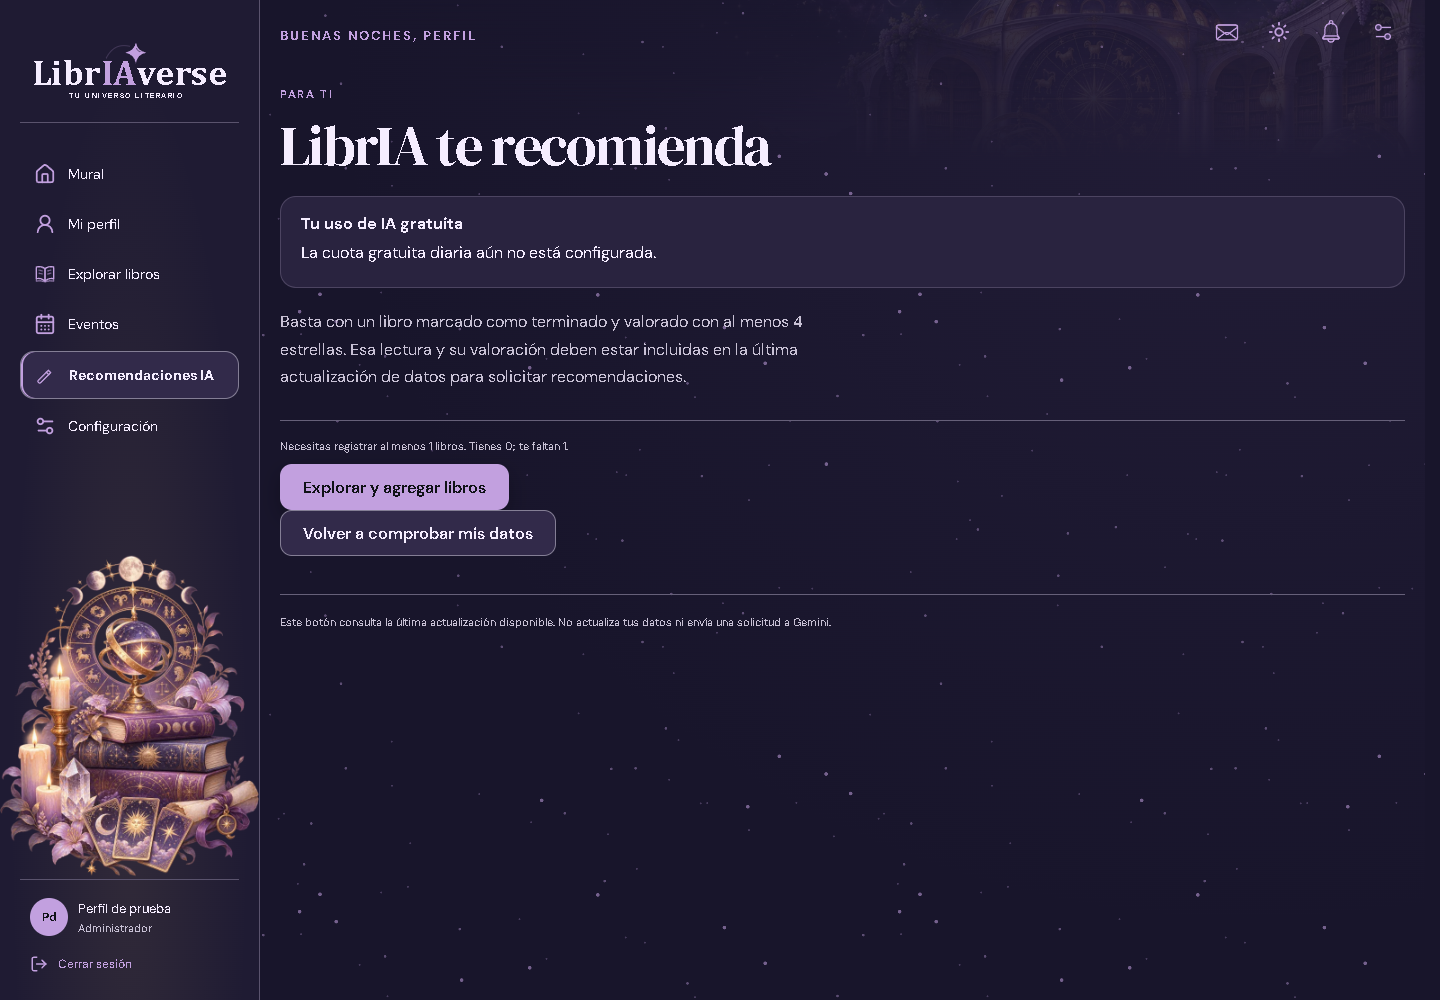 LibrIAverse
TU UNIVERSO LITERARIO
Mural
Mi perfil
Explorar libros
Eventos
Recomendaciones IA
Configuración
Pd
Perfil de prueba
Administrador
Cerrar sesión
BUENAS NOCHES, PERFIL
PARA TI
LibrIA te recomienda
Tu uso de IA gratuita
La cuota gratuita diaria aún no está configurada.
Basta con un libro marcado como terminado y valorado con al menos 4
estrellas. Esa lectura y su valoración deben estar incluidas en la última
actualización de datos para solicitar recomendaciones.
Necesitas registrar al menos 1 libros. Tienes 0; te faltan 1.
Explorar y agregar libros
Volver a comprobar mis datos
Este botón consulta la última actualización disponible. No actualiza tus datos ni envía una solicitud a Gemini.